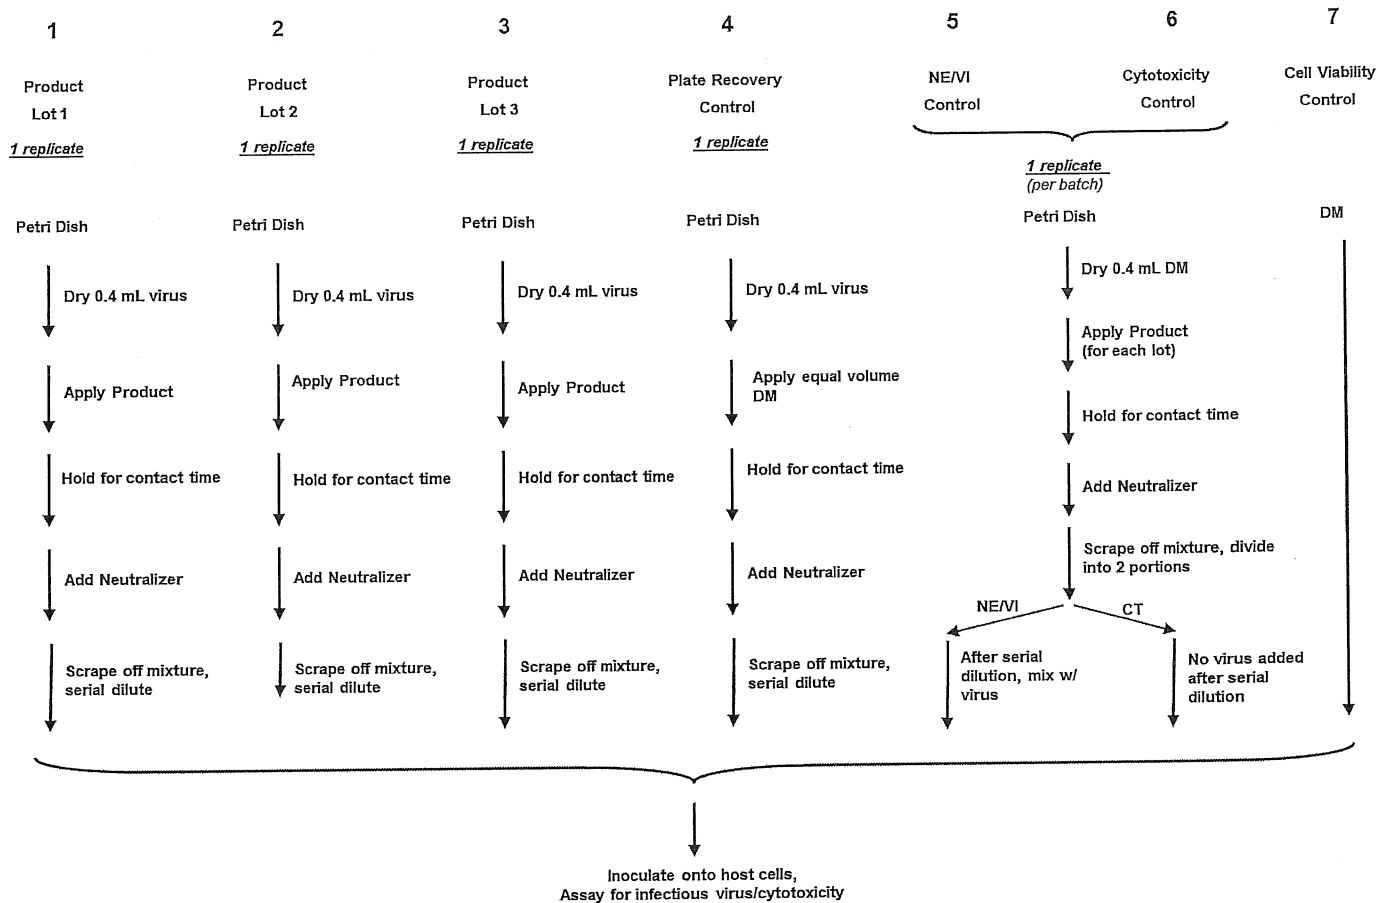 1
2
3
4
5
6
7
Product
Lot 1
1 replicate
Product
Lot 2
1 replicate
Product
Lot 3
1 replicate
Plate Recovery
Control
1 replicate
NE/VI
Control
Cytotoxicity
Control
Cell Viability
Control
1 replicate
(per batch)
Petri Dish
Dry 0.4 mL virus
Apply Product
Hold for contact time
Add Neutralizer
Scrape off mixture,
serial dilute
Petri Dish
Dry 0.4 mL virus
Apply Product
Hold for contact time
Add Neutralizer
Scrape off mixture,
serial dilute
Petri Dish
Dry 0.4 mL virus
Apply Product
Hold for contact time
Add Neutralizer
Scrape off mixture,
serial dilute
Petri Dish
Dry 0.4 mL virus
Apply equal volume
DM
Hold for contact time
Add Neutralizer
Scrape off mixture,
serial dilute
Petri Dish
Dry 0.4 mL DM
Apply Product
(for each lot)
Hold for contact time
Add Neutralizer
Scrape off mixture, divide
into 2 portions
NE/VI
CT
After serial
dilution, mix w/
virus
No virus added
after serial
dilution
DM
Inoculate onto host cells,
Assay for infectious virus/cytotoxicity